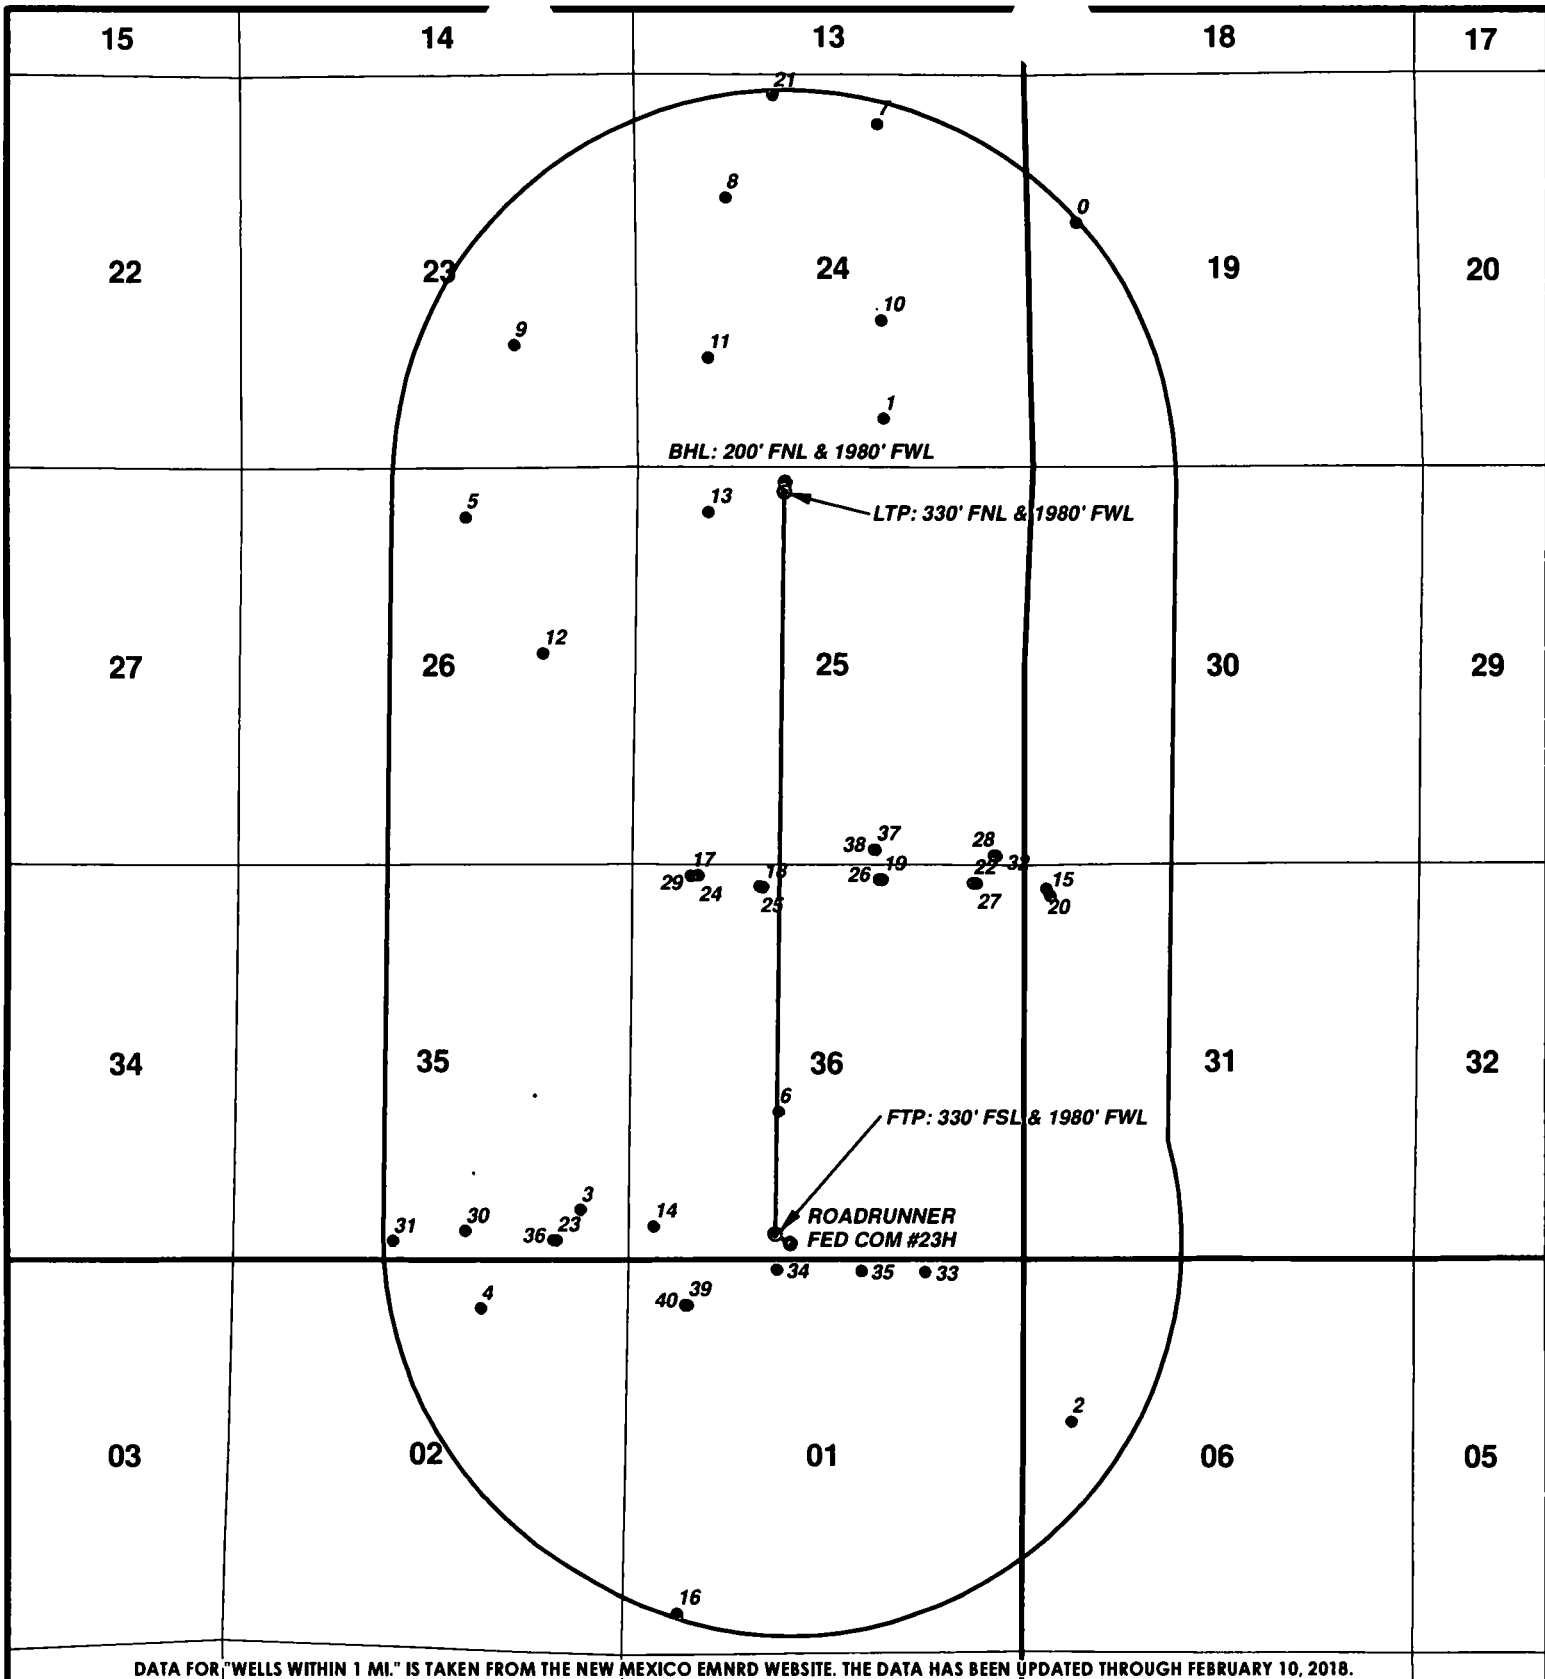 15 14 13 18 17
21
7
8
0
22 23 24 19 20
10
9
11
1
BHL: 200' FNL & 1980' FWL
5
13
LTP: 330' FNL & 1980' FWL
12
27 26 25 30 29
37
38 28
32
17 19 22
29 24 18 26 15
25 27 20
34 35 36 31 32
6
FTP: 330' FSL & 1980' FWL
3
14 ROADRUNNER
31 30 36 23 FED COM #23H
34 35 33
4 40 39
2
03 02 01 06 05
16
DATA FOR "WELLS WITHIN 1 MI." IS TAKEN FROM THE NEW MEXICO EMNRD WEBSITE. THE DATA HAS BEEN UPDATED THROUGH FEBRUARY 10, 2018.